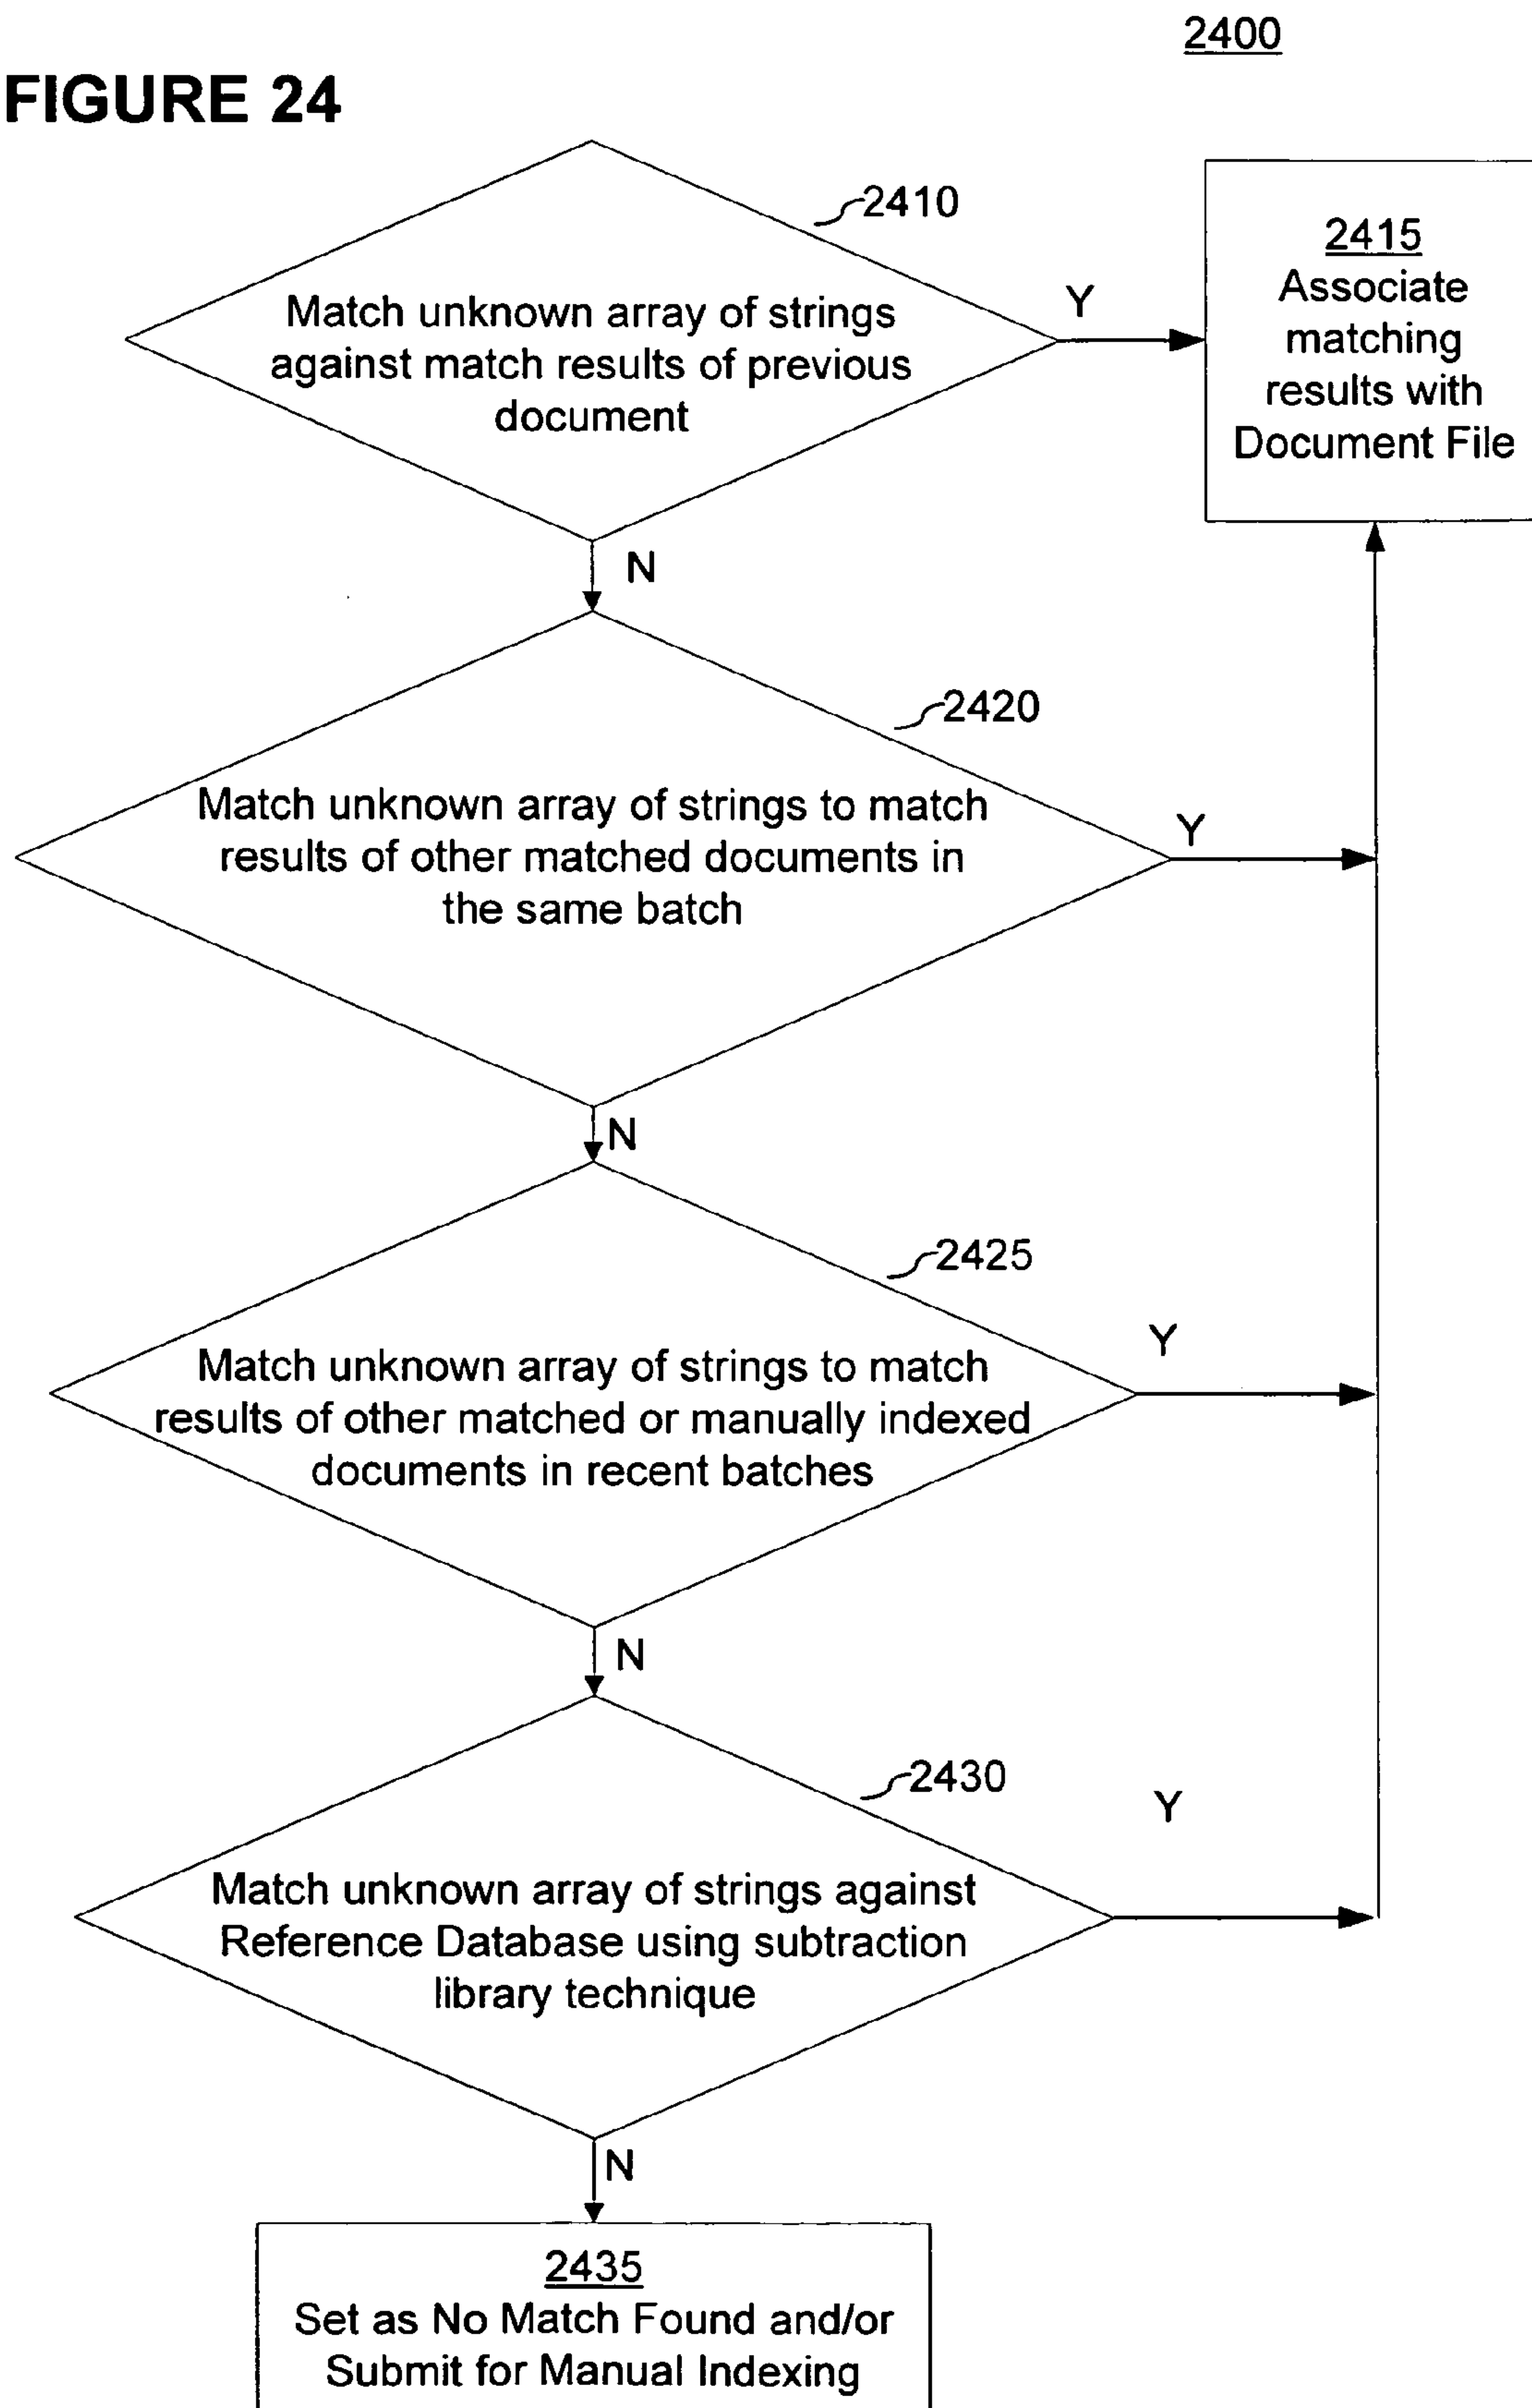 2400
FIGURE 24
2410
Match unknown array of strings
against match results of previous
document
Y
2415
Associate
matching
results with
Document File
N
2420
Match unknown array of strings to match
results of other matched documents in
the same batch
Y
N
2425
Match unknown array of strings to match
results of other matched or manually indexed
documents in recent batches
Y
N
2430
Match unknown array of strings against
Reference Database using subtraction
library technique
Y
N
2435
Set as No Match Found and/or
Submit for Manual Indexing